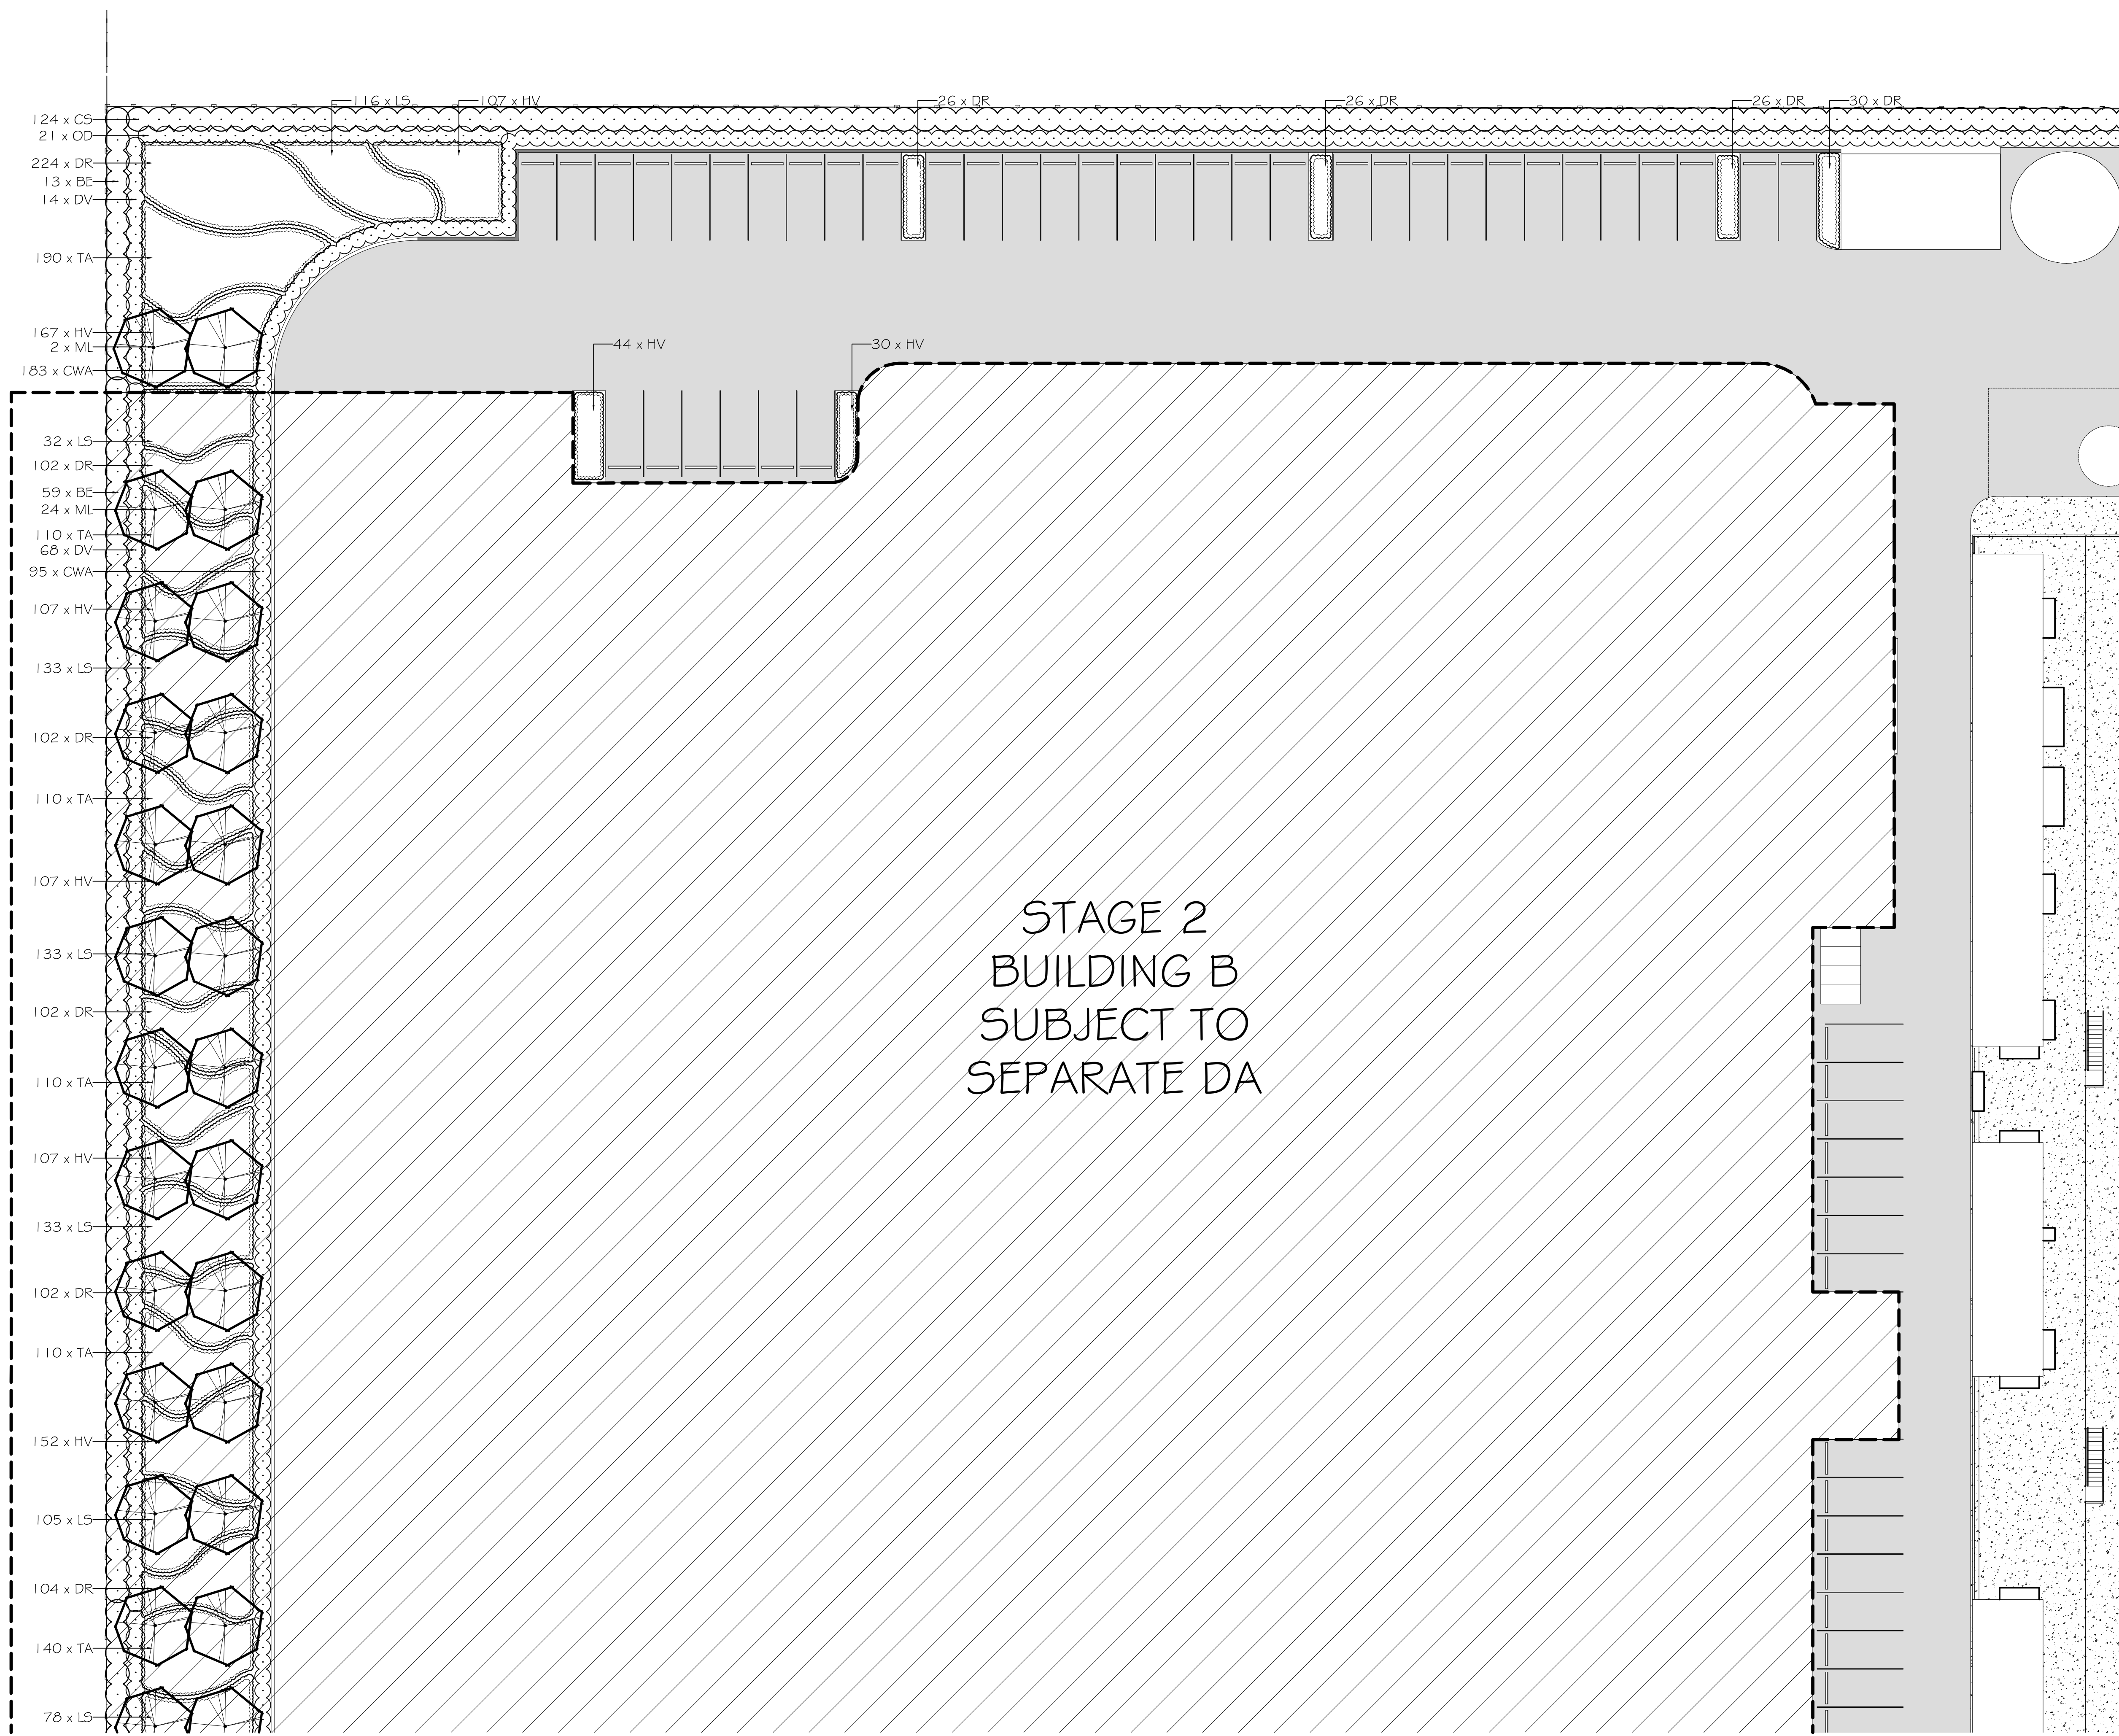 116 x LS
107 x HV
26 x DR
26 x DR
26 x DR
30 x DR
124 x CS
21 x OD
224 x DR
13 x BE
14 x DV
190 x TA
167 x HV
2 x ML
183 x CWA
44 x HV
30 x HV
32 x LS
102 x DR
59 x BE
24 x ML
110 x TA
68 x DV
95 x CWA
107 x HV
133 x LS
102 x DR
110 x TA
107 x HV
133 x LS
102 x DR
110 x TA
107 x HV
133 x LS
102 x DR
110 x TA
152 x HV
105 x LS
104 x DR
140 x TA
78 x LS
STAGE 2
BUILDING B
SUBJECT TO
SEPARATE DA